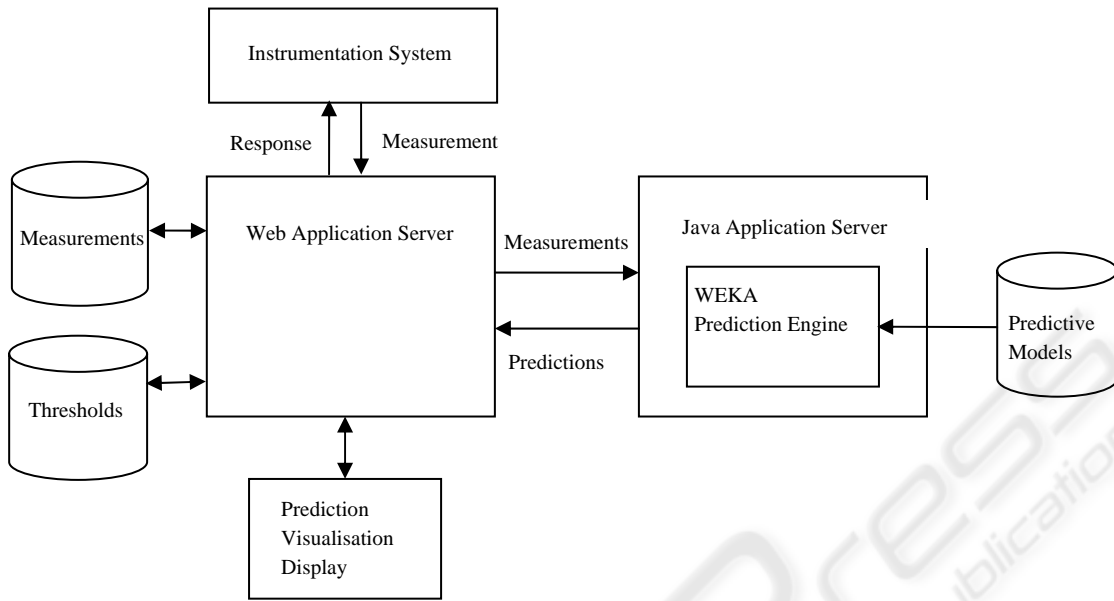 Instrumentation System
Response
Measurement
Measurements
Web Application Server
Measurements
Java Application Server
WEKA
Prediction Engine
Predictive
Models
Predictions
Thresholds
Prediction
Visualisation
Display